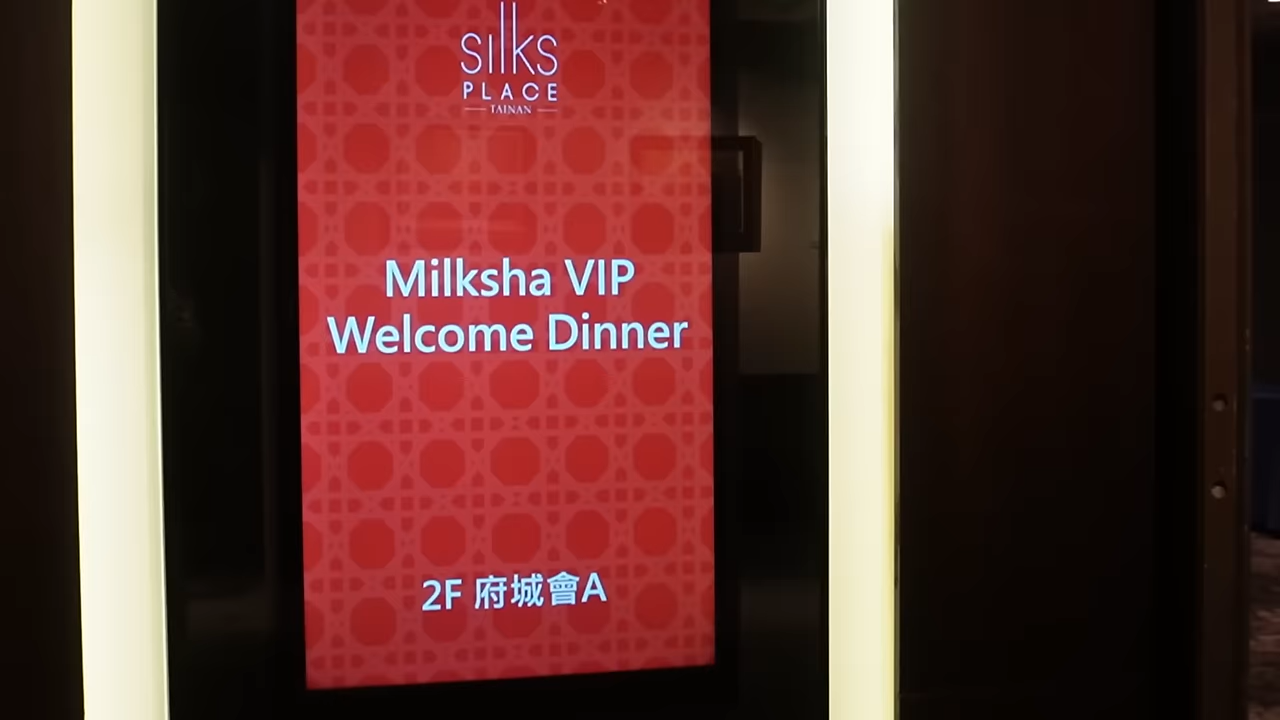 silks
PLACE
TAINAN
Milksha VIP
Welcome Dinner
2F 府城會A